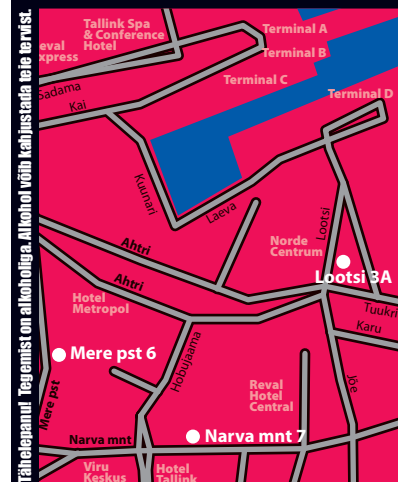 Tähelepanu! Tegemist on alkoholiga. Alkohol võib kahjustada teie tervist.
Tallink Spa
& Conference
Hotel
eval
xpress
Terminal A
Terminal B
Terminal C
Terminal D
Sadama
Kai
Kuunari
Laeva
Lootsi
Ahtri
Norde
Centrum
Lootsi 3A
Ahtri
Hotel
Metropol
Tuukri
Karu
Mere pst 6
Hobujaama
Mere pst
Reval
Hotel
Central
Jõe
Narva mnt 7
Narva mnt
Viru
Keskus
Hotel
Tallink